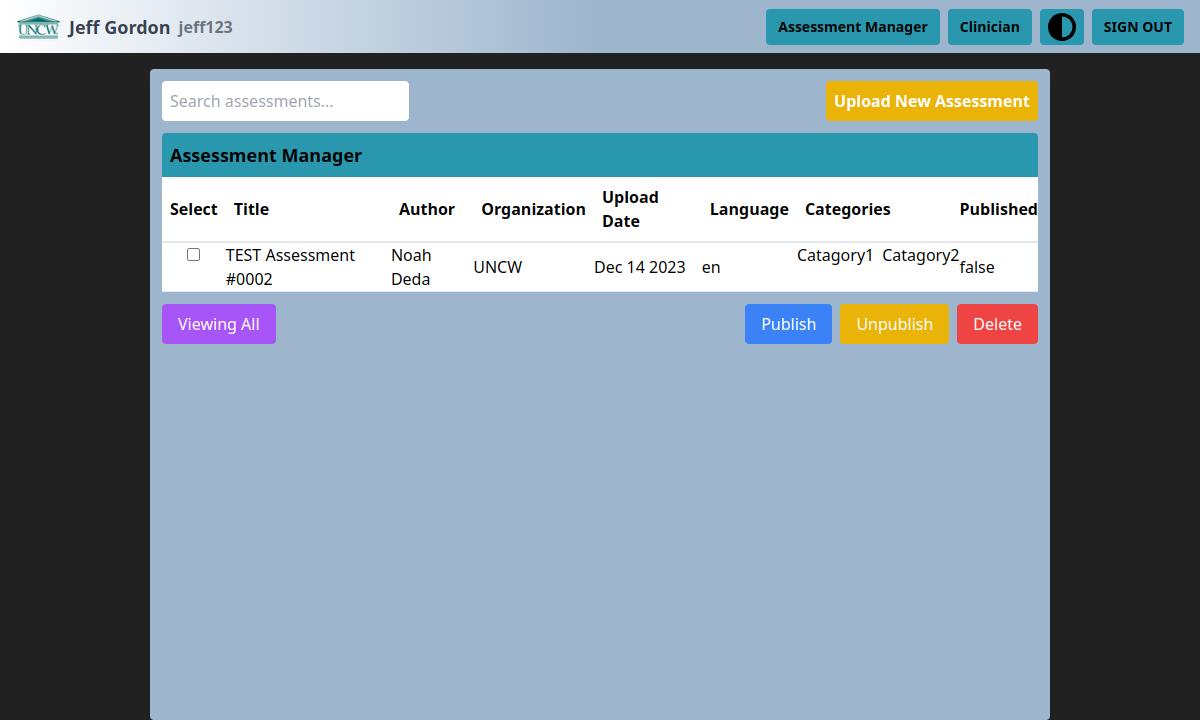 UNCW Jeff Gordon jeff123 Assessment Manager Clinician SIGN OUT
Search assessments... Upload New Assessment
Assessment Manager
Select Title Author Organization Upload Date Language Categories Published
TEST Assessment #0002 Noah Deda UNCW Dec 14 2023 en Catagory1 Catagory2 false
Viewing All Publish Unpublish Delete